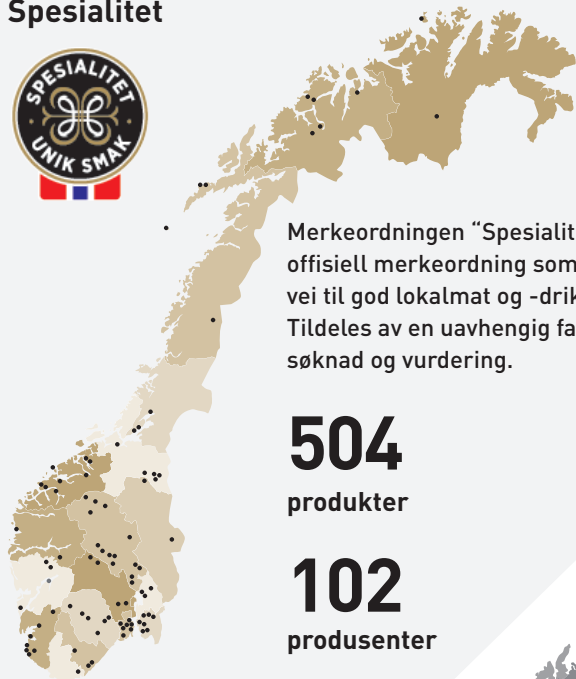 Spesialitet
SPESIALITET
UNIK SMAK
Merkeordningen “Spesialit
offisiell merkeordning som
vei til god lokalmat og -drik
Tildeles av en uavhengig fa
søknad og vurdering.
504
produkter
102
produsenter